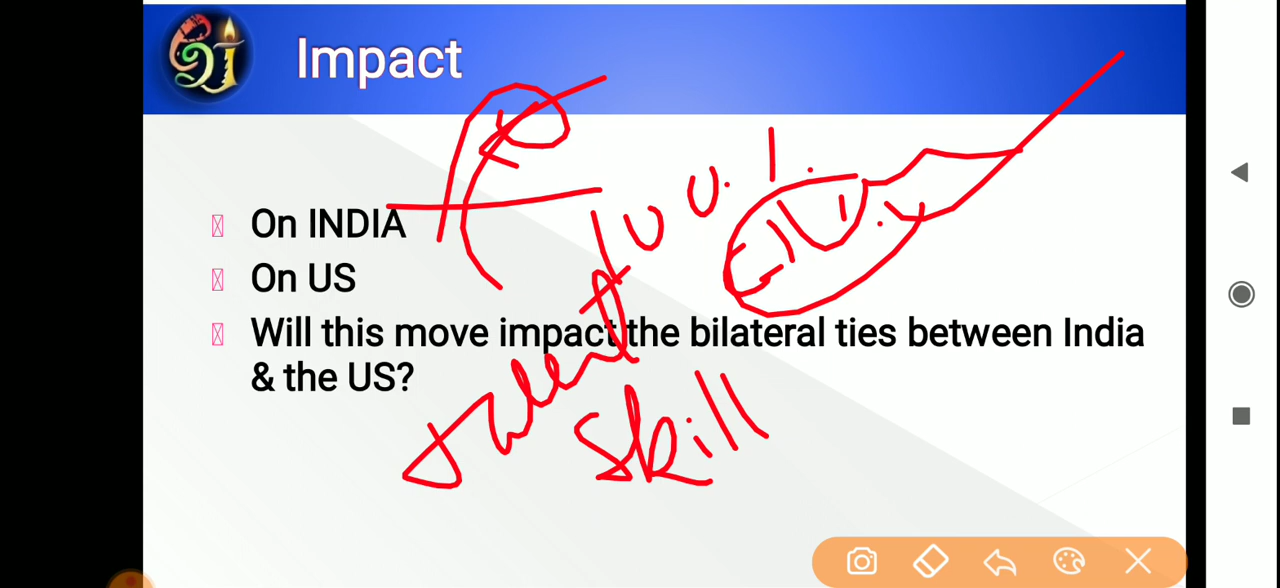 Impact
On INDIA
On US
Will this move impact the bilateral ties between India
& the US?
talent
Skill